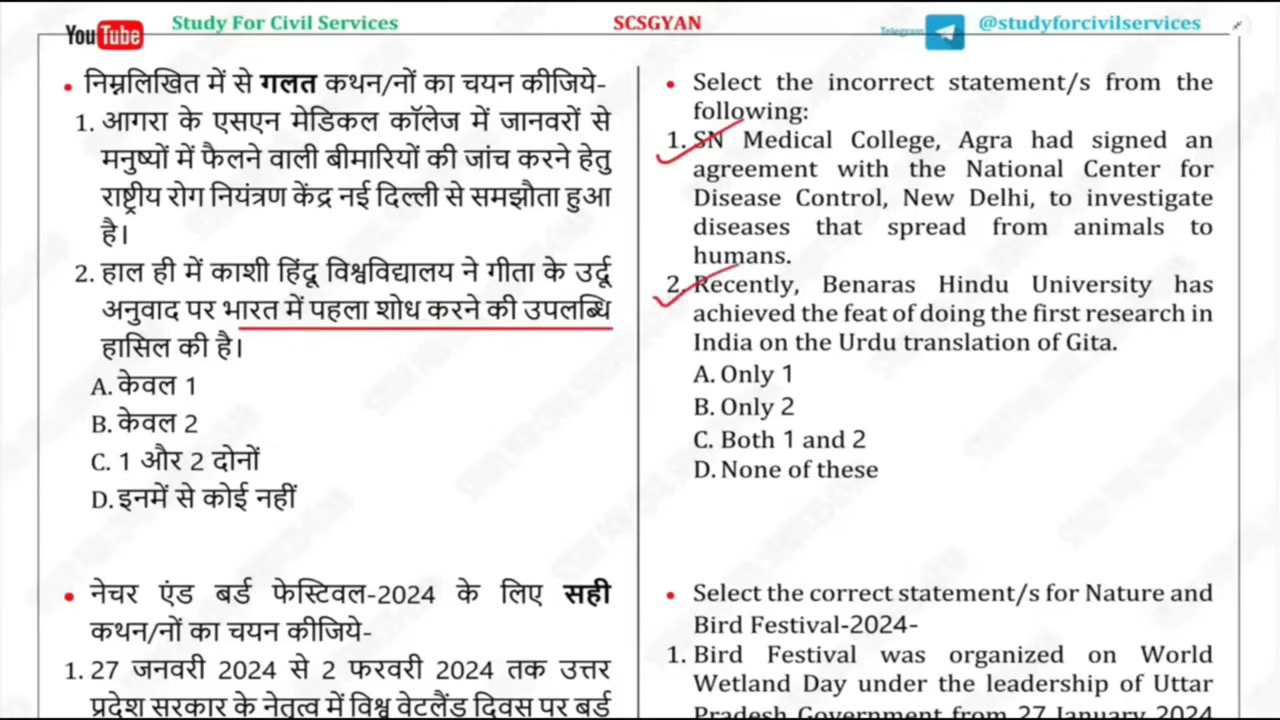 YouTube Study For Civil Services SCSGYAN Telegram @studyforcivilservices
• निम्नलिखित में से गलत कथन/नों का चयन कीजिये-
1. आगरा के एसएन मेडिकल कॉलेज में जानवरों से
मनुष्यों में फैलने वाली बीमारियों की जांच करने हेतु
राष्ट्रीय रोग नियंत्रण केंद्र नई दिल्ली से समझौता हुआ
है।
2. हाल ही में काशी हिंदू विश्वविद्यालय ने गीता के उर्दू
अनुवाद पर भारत में पहला शोध करने की उपलब्धि
हासिल की है।
A. केवल 1
B. केवल 2
C. 1 और 2 दोनों
D. इनमें से कोई नहीं
• नेचर एंड बर्ड फेस्टिवल-2024 के लिए सही
कथन/नों का चयन कीजिये-
1. 27 जनवरी 2024 से 2 फरवरी 2024 तक उत्तर
प्रदेश सरकार के नेतृत्व में विश्व वेटलैंड दिवस पर बर्ड
• Select the incorrect statement/s from the
following:
1. SN Medical College, Agra had signed an
agreement with the National Center for
Disease Control, New Delhi, to investigate
diseases that spread from animals to
humans.
2. Recently, Benaras Hindu University has
achieved the feat of doing the first research in
India on the Urdu translation of Gita.
A. Only 1
B. Only 2
C. Both 1 and 2
D. None of these
• Select the correct statement/s for Nature and
Bird Festival-2024-
1. Bird Festival was organized on World
Wetland Day under the leadership of Uttar
Pradesh Government from 27 January 2024